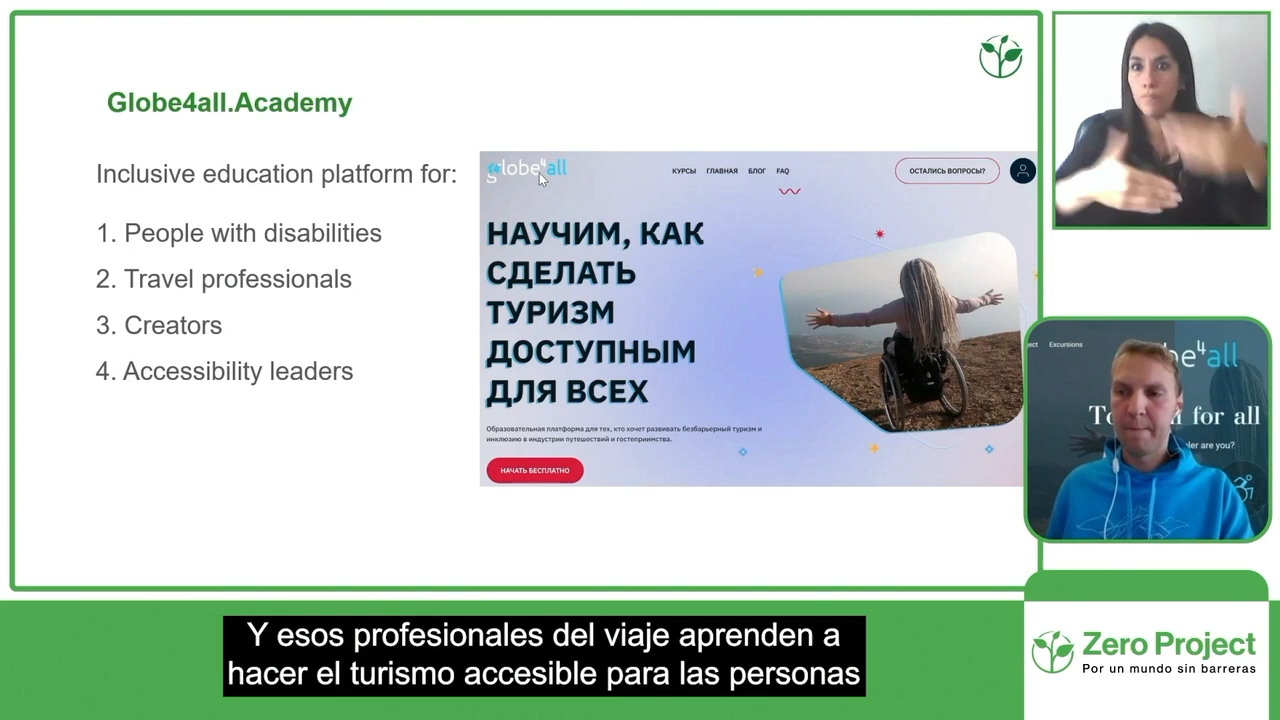 Globe4all.Academy
Inclusive education platform for:
1. People with disabilities
2. Travel professionals
3. Creators
4. Accessibility leaders
globe4all
КУРСЫ ГЛАВНАЯ БЛОГ FAQ
ОСТАЛИСЬ ВОПРОСЫ?
НАУЧИМ, КАК
СДЕЛАТЬ
ТУРИЗМ
ДОСТУПНЫМ
ДЛЯ ВСЕХ
Образовательная платформа для тех, кто хочет развивать безбарьерный туризм и
инклюзию в индустрии путешествий и гостеприимства.
НАЧАТЬ БЕСПЛАТНО
Excursions
be4all
for all
are you?
Y esos profesionales del viaje aprenden a
hacer el turismo accesible para las personas
Zero Project
Por un mundo sin barreras